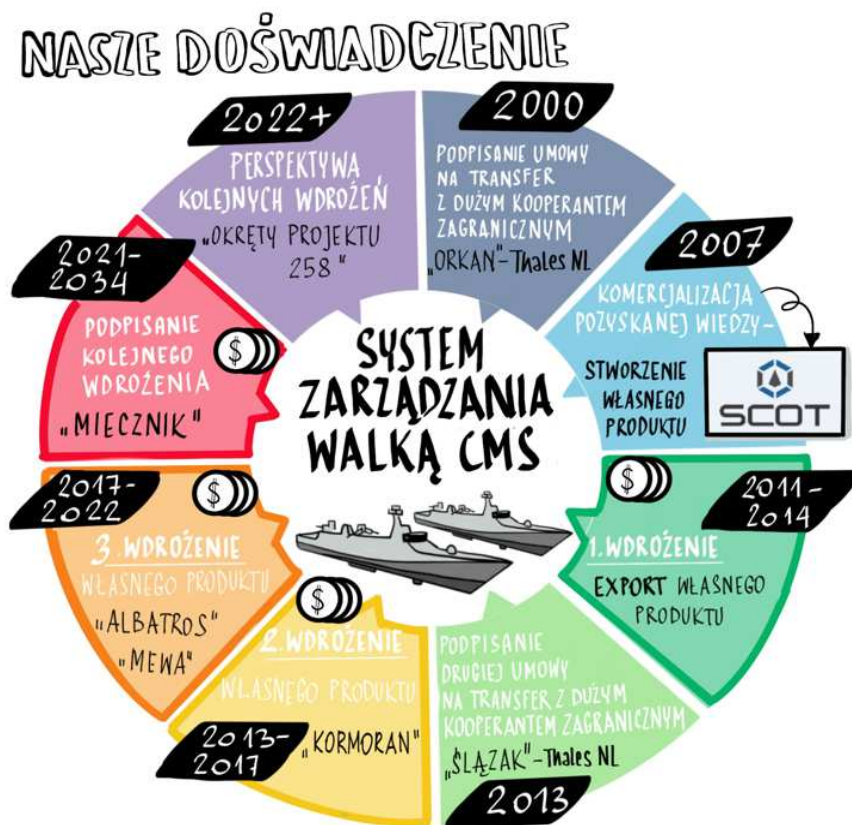 NASZE DOŚWIADCZENIE
2000
PODPISANIE UMOWY
NA TRANSFER
Z DUŻYM KOOPERANTEM
ZAGRANICZNYM
„ORKAN"-Thales NL
2007
KOMERCJALIZACJA
POZYSKANEJ WIEDZY-
STWORZENIE
WŁASNEGO
PRODUKTU
SCOT
2011-
2014
$
1. WDROŻENIE
EXPORT WŁASNEGO
PRODUKTU
PODPISANIE
DRUGIEJ UMOWY
NA TRANSFER Z DUŻYM
KOOPERANTEM ZAGRANICZNYM
„ŚLĄZAK"-Thales NL
2013
$
2. WDROŻENIE
WŁASNEGO PRODUKTU
„KORMORAN"
2013-
2017
2017-
2022
$
3. WDROŻENIE
WŁASNEGO PRODUKTU
„ALBATROS"
„MEWA"
2021-
2034
PODPISANIE
KOLEJNEGO
WDROŻENIA
$
„MIECZNIK"
2022+
PERSPEKTYWA
KOLEJNYCH WDROŻEŃ
„OKRĘTY PROJEKTU
258"
SYSTEM
ZARZĄDZANIA
WALKĄ CMS